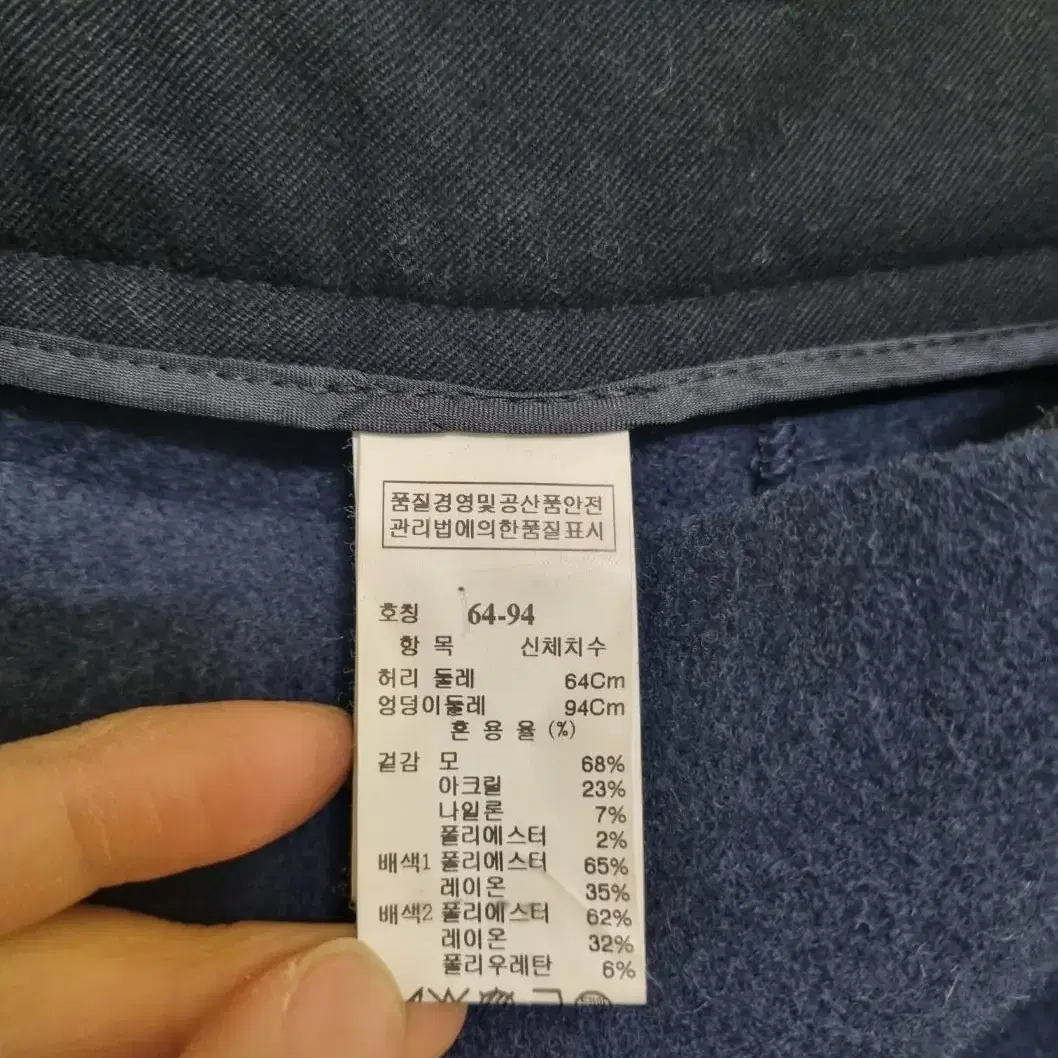 품질경영및공산품안전
관리법에의한품질표시
호칭 64-94
항 목 신체치수
허리 둘레 64Cm
엉덩이둘레 94Cm
혼 용 율 (%)
겉감 모 68%
아크릴 23%
나일론 7%
폴리에스터 2%
배색1 폴리에스터 65%
레이온 35%
배색2 폴리에스터 62%
레이온 32%
폴리우레탄 6%